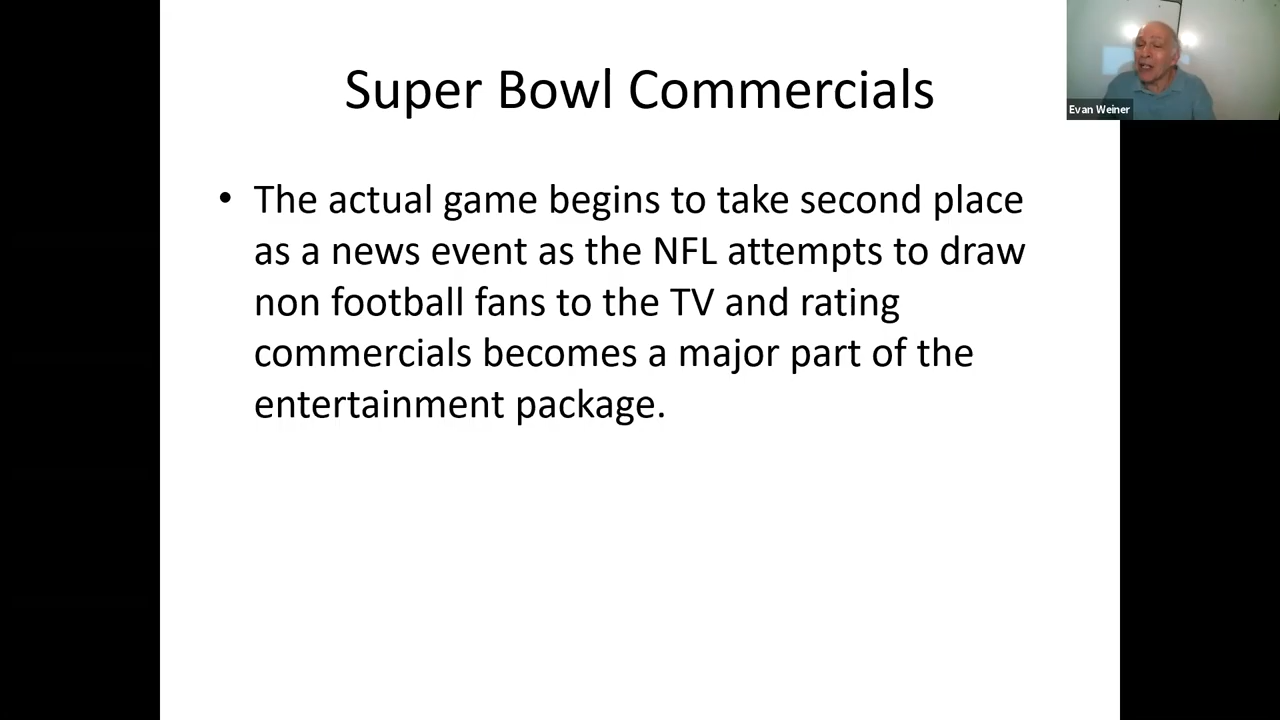 Super Bowl Commercials
Evan Weiner
• The actual game begins to take second place
as a news event as the NFL attempts to draw
non football fans to the TV and rating
commercials becomes a major part of the
entertainment package.